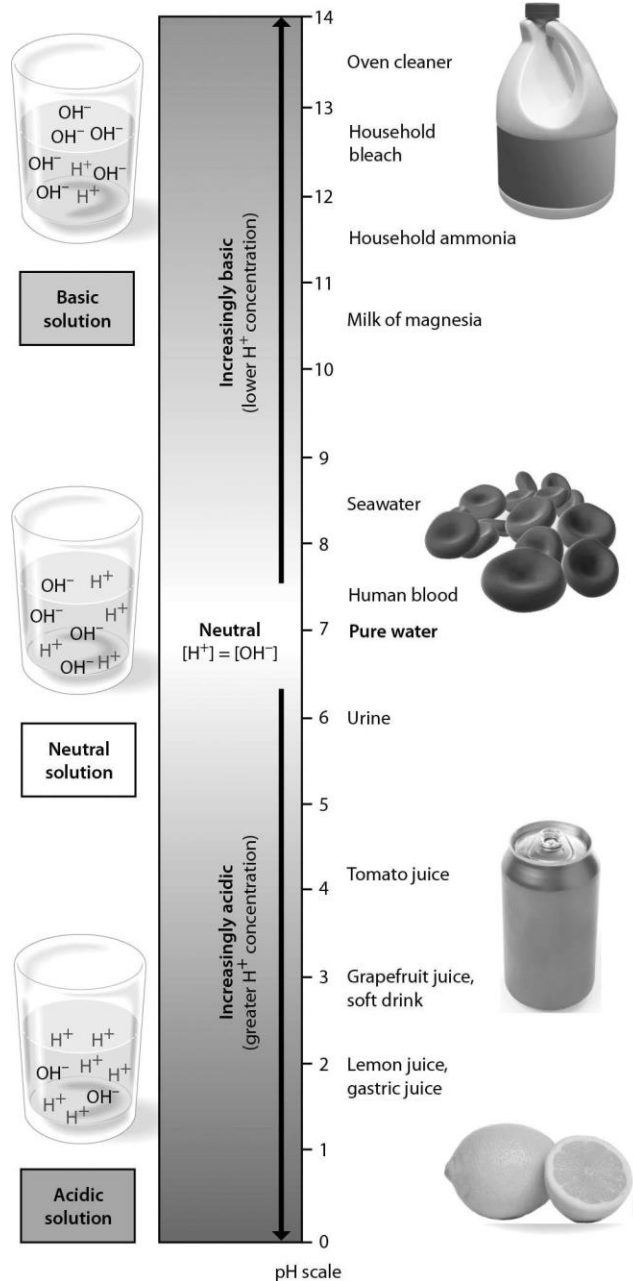 14
Oven cleaner
OH⁻
OH⁻ OH⁻
OH⁻ H⁺ OH⁻
OH⁻ H⁺
13
Household
bleach
12
Household ammonia
Basic
solution
11
Milk of magnesia
10
Increasingly basic
(lower H⁺ concentration)
9
Seawater
8
OH⁻ H⁺
OH⁻ H⁺
OH⁻
H⁺ OH⁻ H⁺
Human blood
Neutral
[H⁺] = [OH⁻]
7
Pure water
6
Urine
Neutral
solution
5
Tomato juice
4
Increasingly acidic
(greater H⁺ concentration)
3
Grapefruit juice,
soft drink
H⁺ H⁺
OH⁻ H⁺ H⁺
H⁺ OH⁻
H⁺
2
Lemon juice,
gastric juice
1
Acidic
solution
0
pH scale